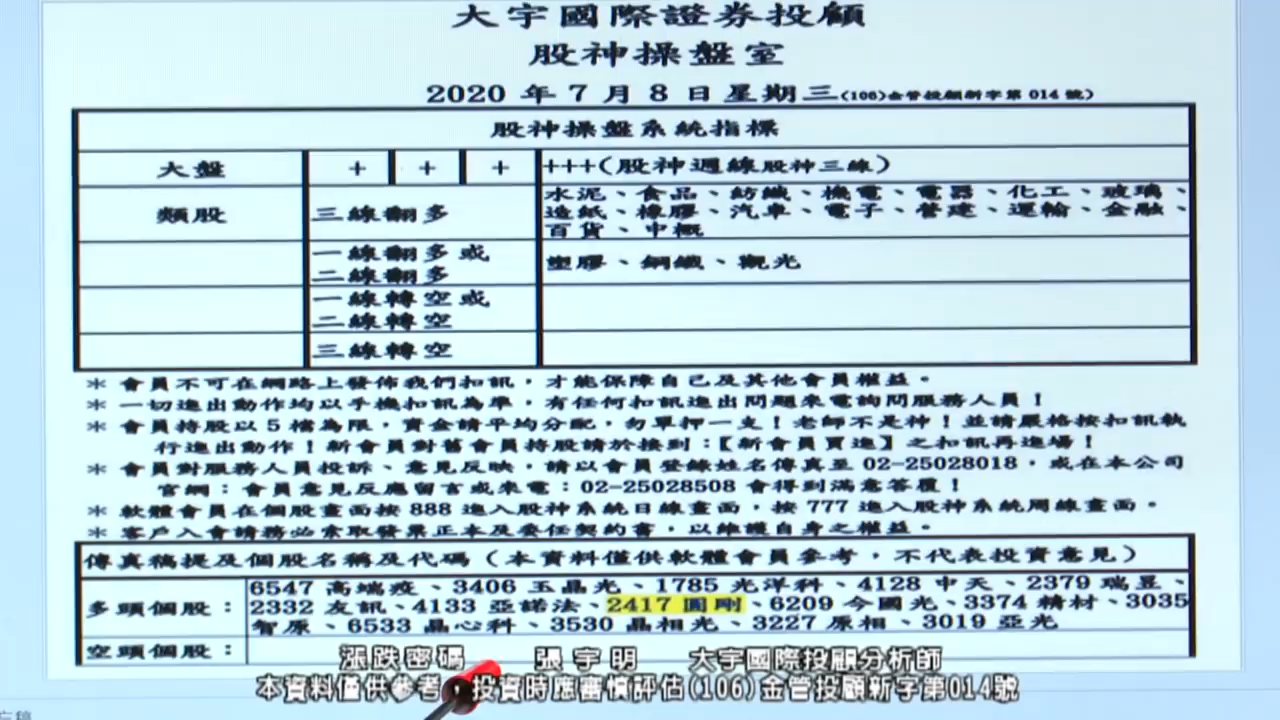 大宇國際證券投顧
股神操盤室
2020 年 7 月 8 日星期三(106)金管投顧新字第 014 號)
股神操盤系統指標
大盤 + + + +++(股神週線股神三線)
類股 三線翻多 水泥、食品、紡織、機電、電器、化工、玻璃、
造紙、橡膠、汽車、電子、營建、運輸、金融、
百貨、中概
一線翻多或
二線翻多 塑膠、鋼鐵、觀光
一線轉空或
二線轉空
三線轉空
* 會員不可在網路上發佈我們扣訊,才能保障自己及其他會員權益。
* 一切進出動作均以手機扣訊為準,有任何扣訊進出問題來電詢問服務人員!
* 會員持股以 5 檔為限,資金請平均分配,勿單押一支!老師不是神!並請嚴格按扣訊執
行進出動作!新會員對舊會員持股請於接到:【新會員買進】之扣訊再進場!
* 會員對服務人員投訴、意見反映,請以會員登錄姓名傳真至 02-25028018,或在本公司
官網:會員意見反應留言或來電:02-25028508 會得到滿意答覆!
* 軟體會員在個股畫面按 888 進入股神系統日線畫面,按 777 進入股神系統周線畫面。
* 客戶入會請務必索取發票正本及委任契約書,以維護自身之權益。
傳真稿提及個股名稱及代碼(本資料僅供軟體會員參考,不代表投資意見)
多頭個股: 6547 高端疫、3406 玉晶光、1785 光洋科、4128 中天、2379 瑞昱、
2332 友訊、4133 亞諾法、2417 圓剛、6209 今國光、3374 精材、3035
智原、6533 晶心科、3530 晶相光、3227 原相、3019 亞光
空頭個股:
漲跌密碼 張宇明 大宇國際投顧分析師
本資料僅供參考,投資時應審慎評估(106)金管投顧新字第014號
忘稿